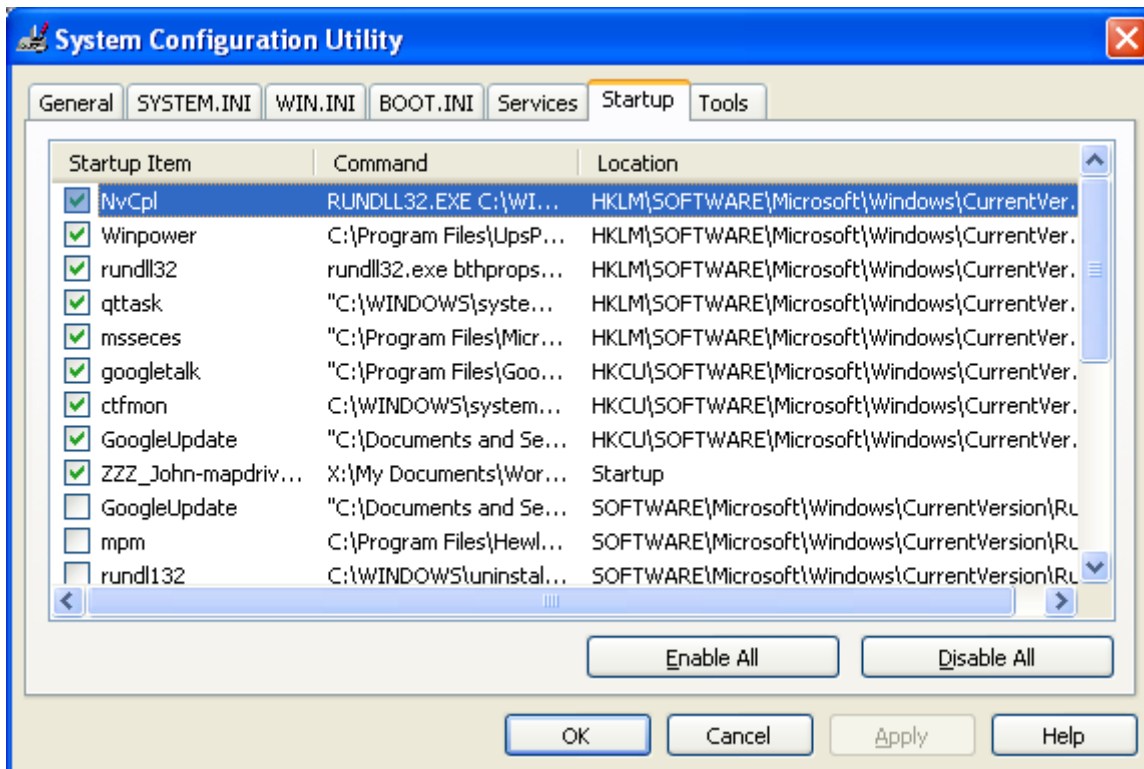 System Configuration Utility
General SYSTEM.INI WIN.INI BOOT.INI Services Startup Tools
Startup Item Command Location
NvCpl RUNDLL32.EXE C:\WI... HKLM\SOFTWARE\Microsoft\Windows\CurrentVer.
Winpower C:\Program Files\UpsP... HKLM\SOFTWARE\Microsoft\Windows\CurrentVer.
rundll32 rundll32.exe bthprops... HKLM\SOFTWARE\Microsoft\Windows\CurrentVer.
qttask "C:\WINDOWS\syste... HKLM\SOFTWARE\Microsoft\Windows\CurrentVer.
msseces "C:\Program Files\Micr... HKLM\SOFTWARE\Microsoft\Windows\CurrentVer.
googletalk "C:\Program Files\Goo... HKCU\SOFTWARE\Microsoft\Windows\CurrentVer.
ctfmon C:\WINDOWS\system... HKCU\SOFTWARE\Microsoft\Windows\CurrentVer.
GoogleUpdate "C:\Documents and Se... HKCU\SOFTWARE\Microsoft\Windows\CurrentVer.
ZZZ_John-mapdriv... X:\My Documents\Wor... Startup
GoogleUpdate "C:\Documents and Se... SOFTWARE\Microsoft\Windows\CurrentVersion\Ru
mpm C:\Program Files\Hewl... SOFTWARE\Microsoft\Windows\CurrentVersion\Ru
rundl132 C:\WINDOWS\uninstal... SOFTWARE\Microsoft\Windows\CurrentVersion\Ru
Enable All Disable All
OK Cancel Apply Help